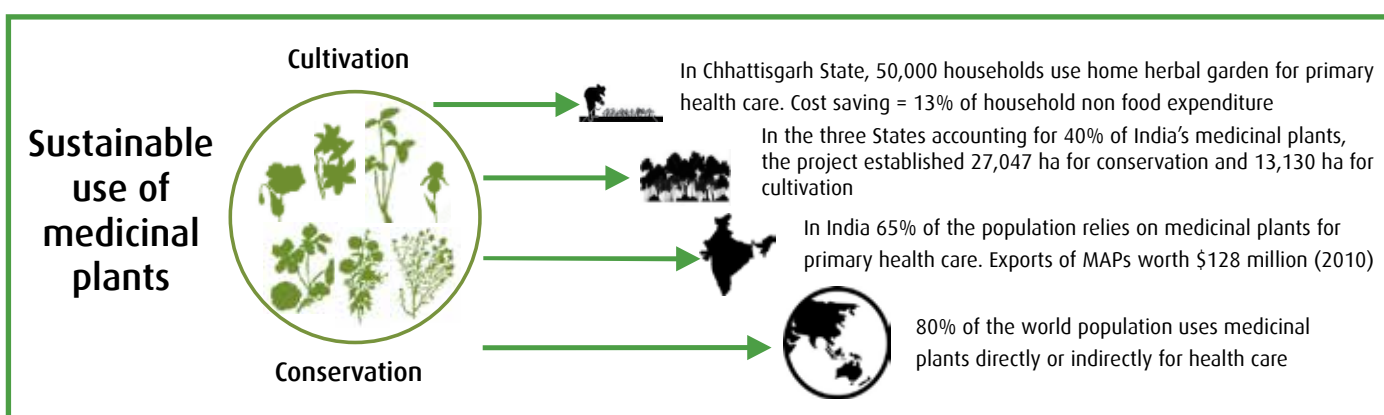 Sustainable
use of
medicinal
plants
Cultivation
Conservation
In Chhattisgarh State, 50,000 households use home herbal garden for primary
health care. Cost saving = 13% of household non food expenditure
In the three States accounting for 40% of India’s medicinal plants,
the project established 27,047 ha for conservation and 13,130 ha for
cultivation
In India 65% of the population relies on medicinal plants for
primary health care. Exports of MAPs worth $128 million (2010)
80% of the world population uses medicinal
plants directly or indirectly for health care